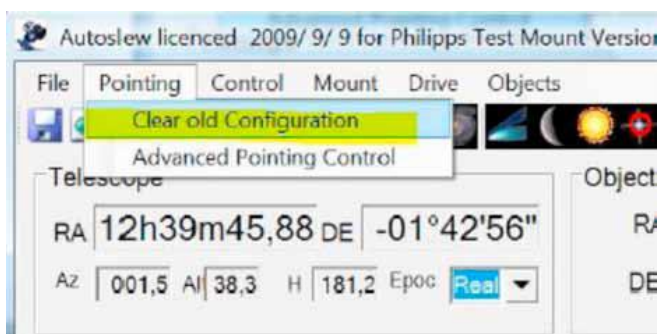 Autoslew licenced 2009/ 9/ 9 for Philipps Test Mount Version
File Pointing Control Mount Drive Objects
Clear old Configuration
Advanced Pointing Control
Telescope
Object
RA 12h39m45,88 DE -01°42'56"
RA
Az 001,5 Al 38,3 H 181,2 Epoc Real
DE